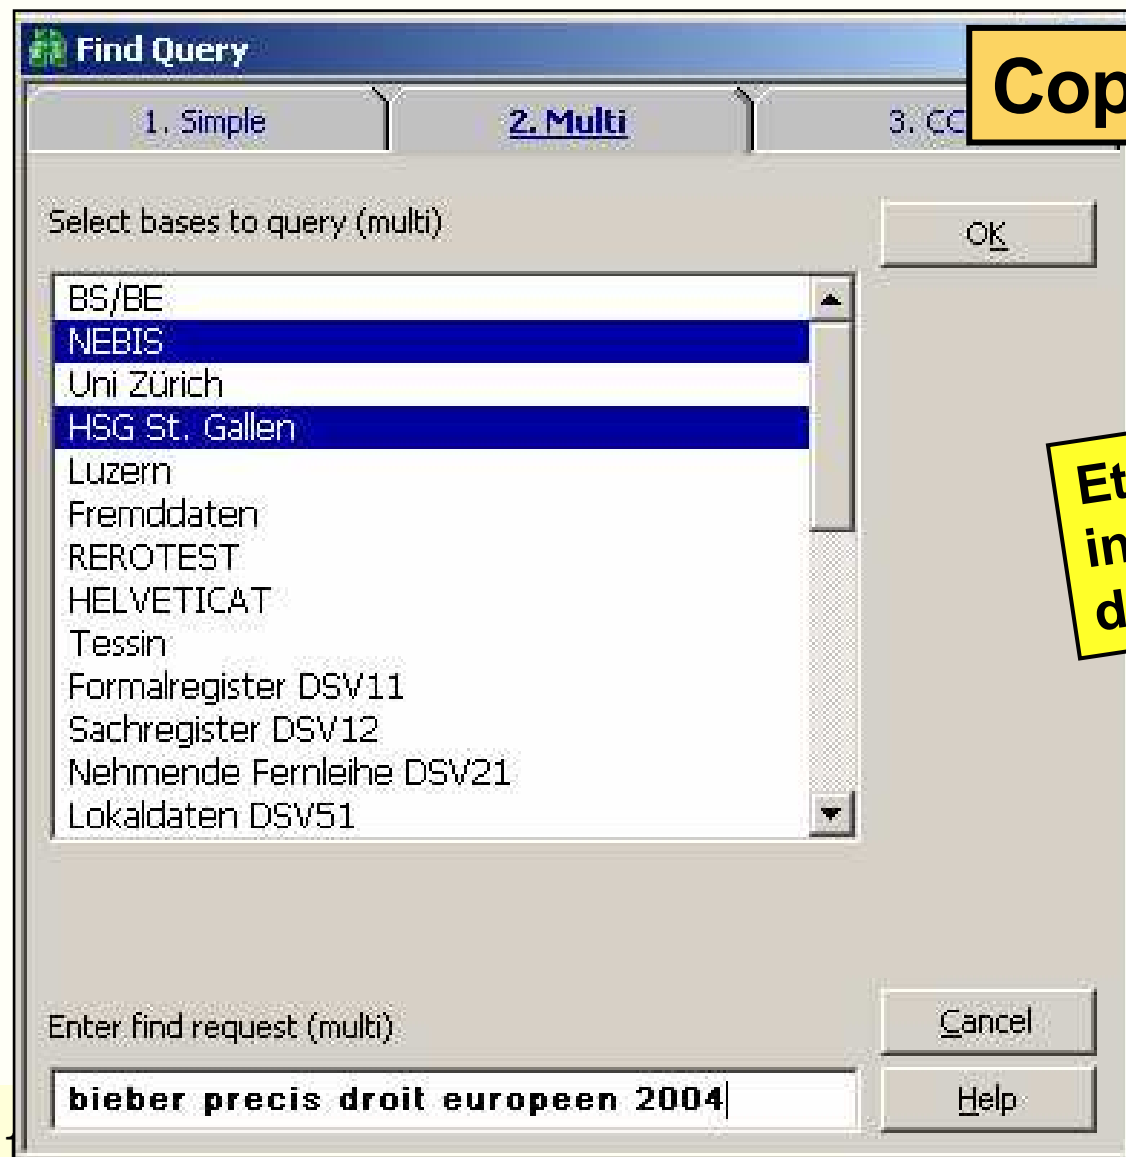 Find Query
Cop
1. Simple
2. Multi
3. CC
Select bases to query (multi)
OK
BS/BE
NEBIS
Uni Zürich
HSG St. Gallen
Luzern
Fremddaten
REROTEST
HELVETICAT
Tessin
Formalregister DSV11
Sachregister DSV12
Nehmende Fernleihe DSV21
Lokaldaten DSV51
Et
in
d
Enter find request (multi)
Cancel
bieber precis droit europeen 2004
Help